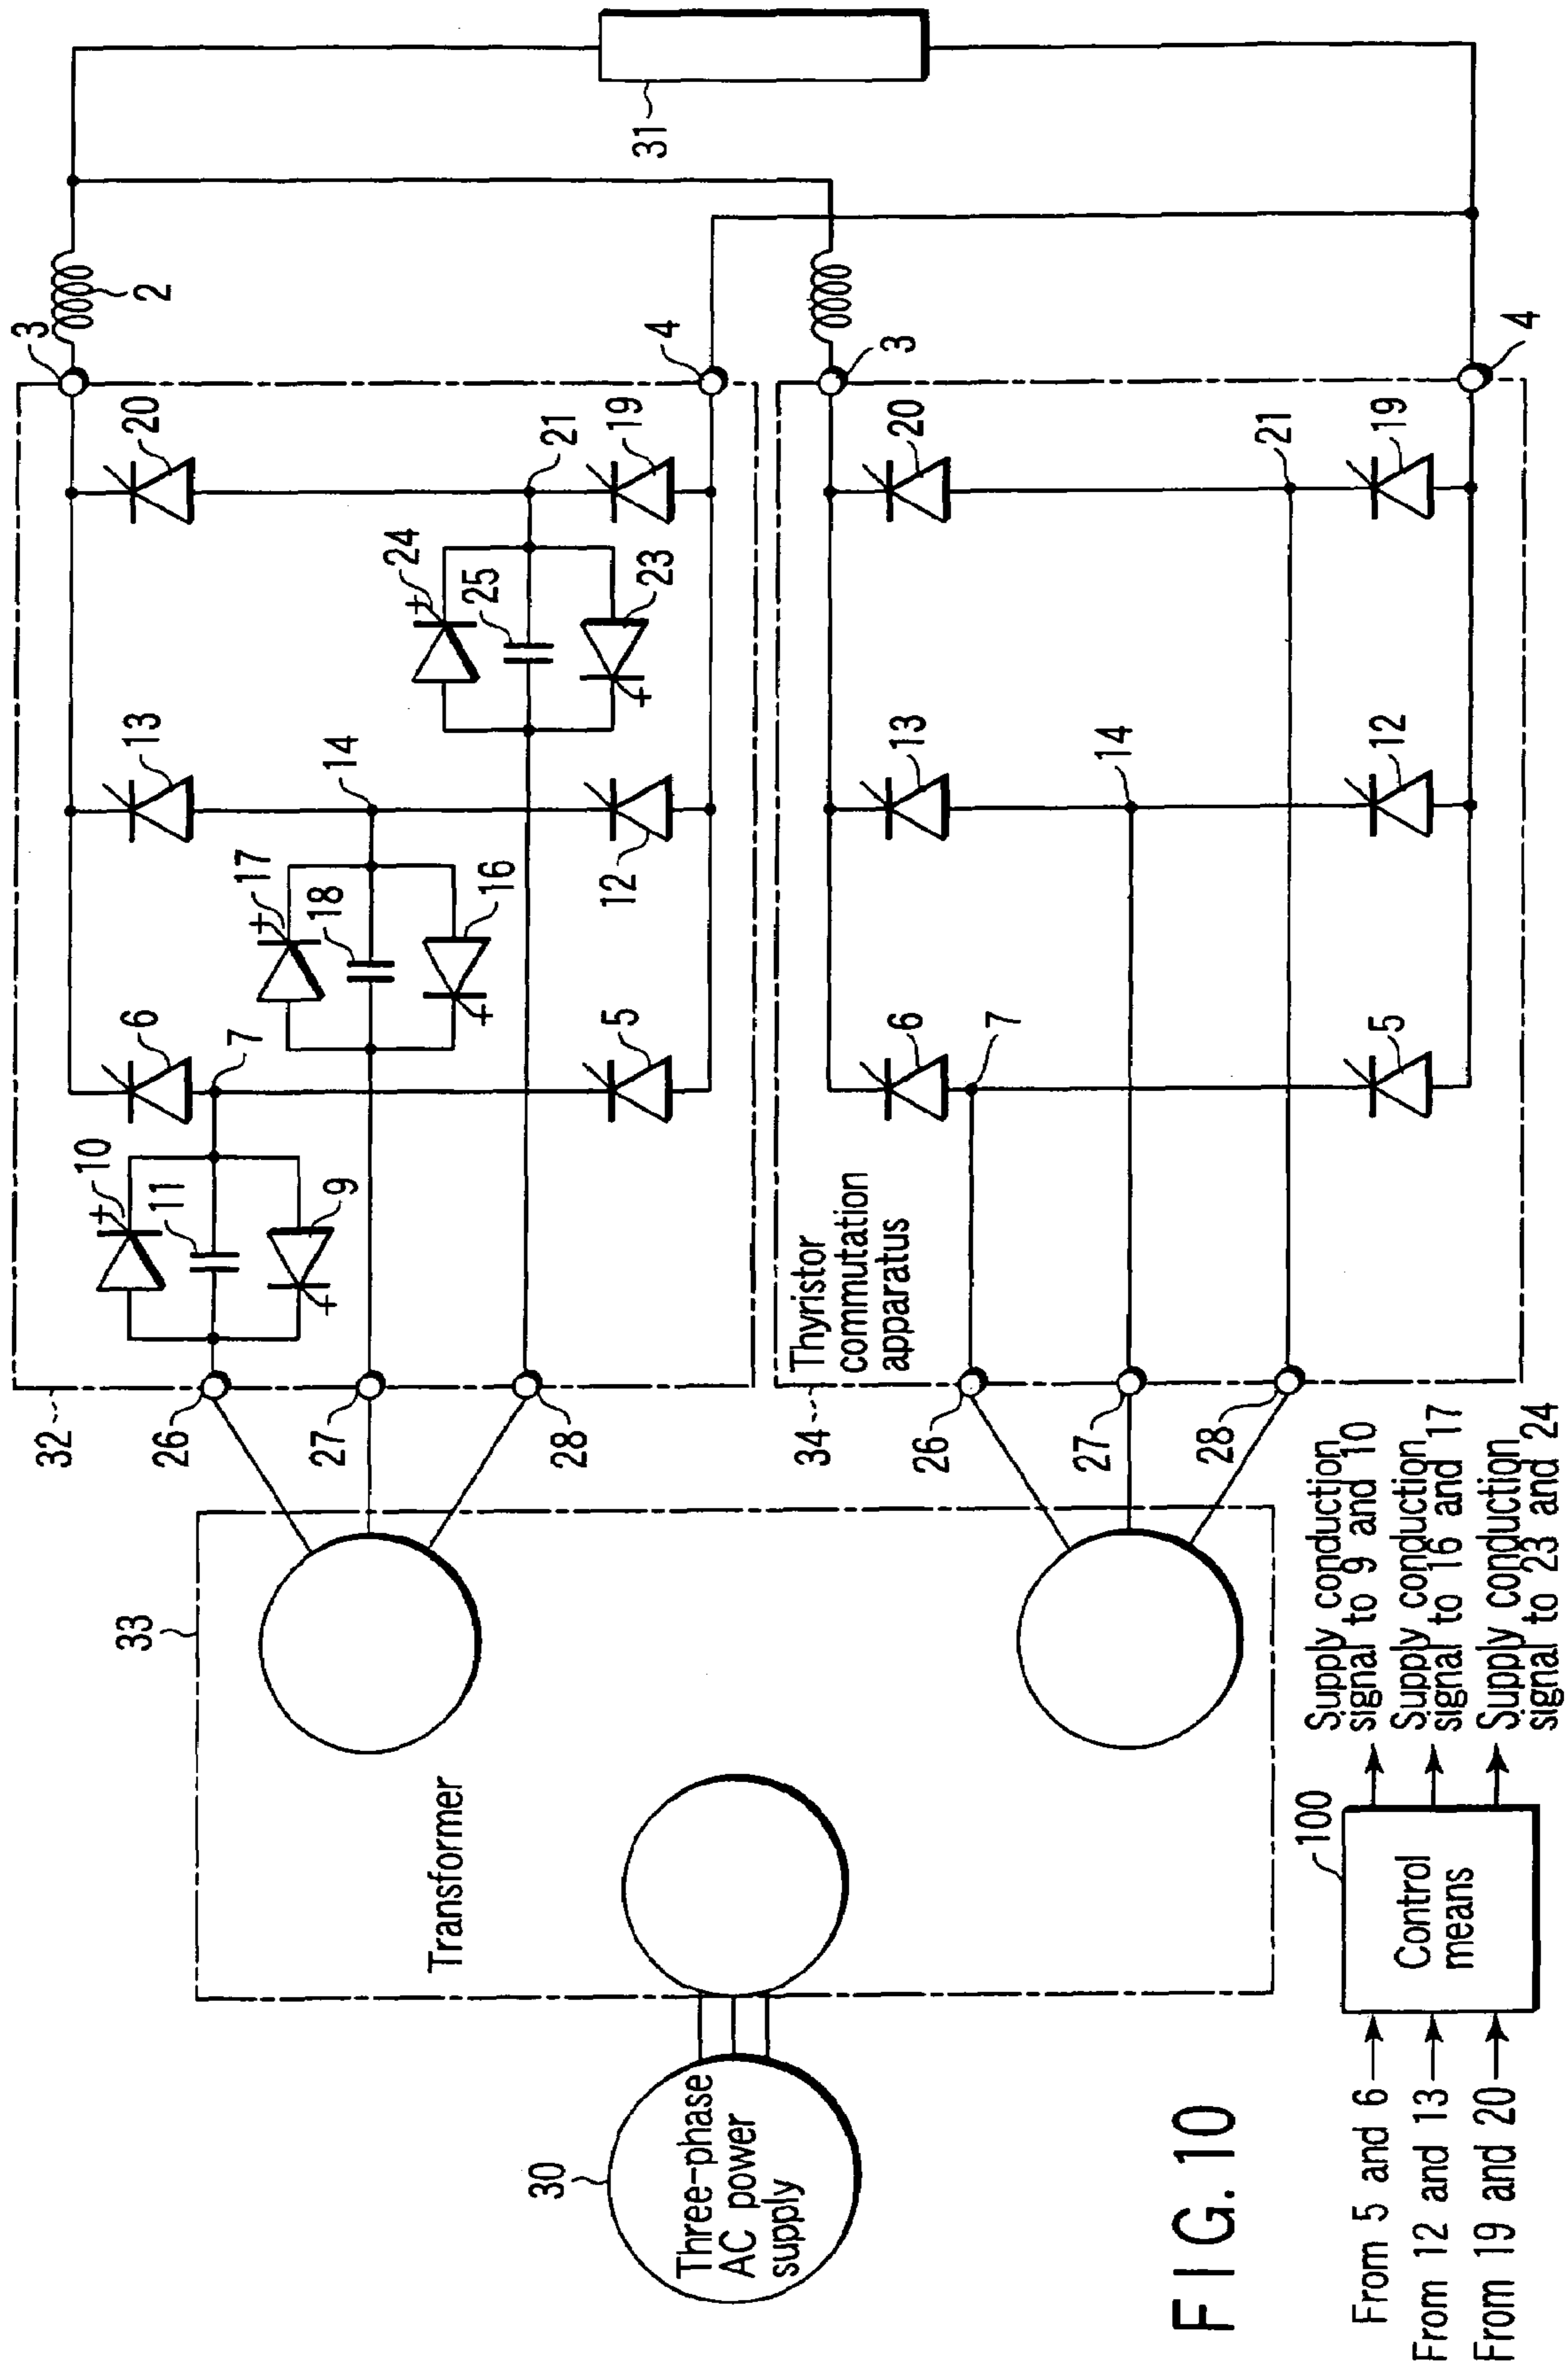 FIG.10
30
Three-phase
AC power
supply
33
Transformer
32
26
27
28
10
11
9
6
7
5
17
18
16
13
14
12
24
25
23
20
21
19
3
4
2
31
34
Thyristor
commutation
apparatus
26
27
28
6
7
5
13
14
12
20
21
19
3
4
From 5 and 6
From 12 and 13
From 19 and 20
100
Control
means
Supply conduction
signal to 9 and 10
Supply conduction
signal to 16 and 17
Supply conduction
signal to 23 and 24